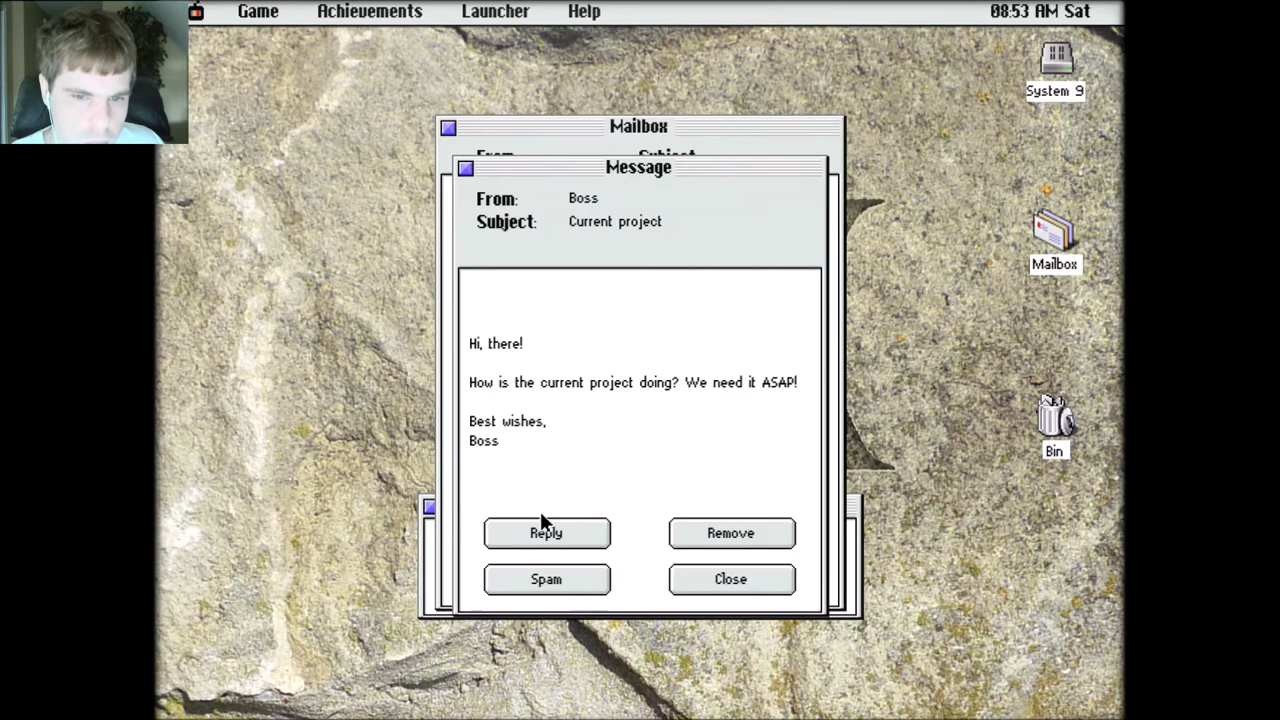 Game Achievements Launcher Help 08:53 AM Sat
System 9
Mailbox
From Subject
Message
From: Boss
Subject: Current project
Mailbox
Hi, there!
How is the current project doing? We need it ASAP!
Best wishes,
Boss
Bin
Reply Remove
Spam Close